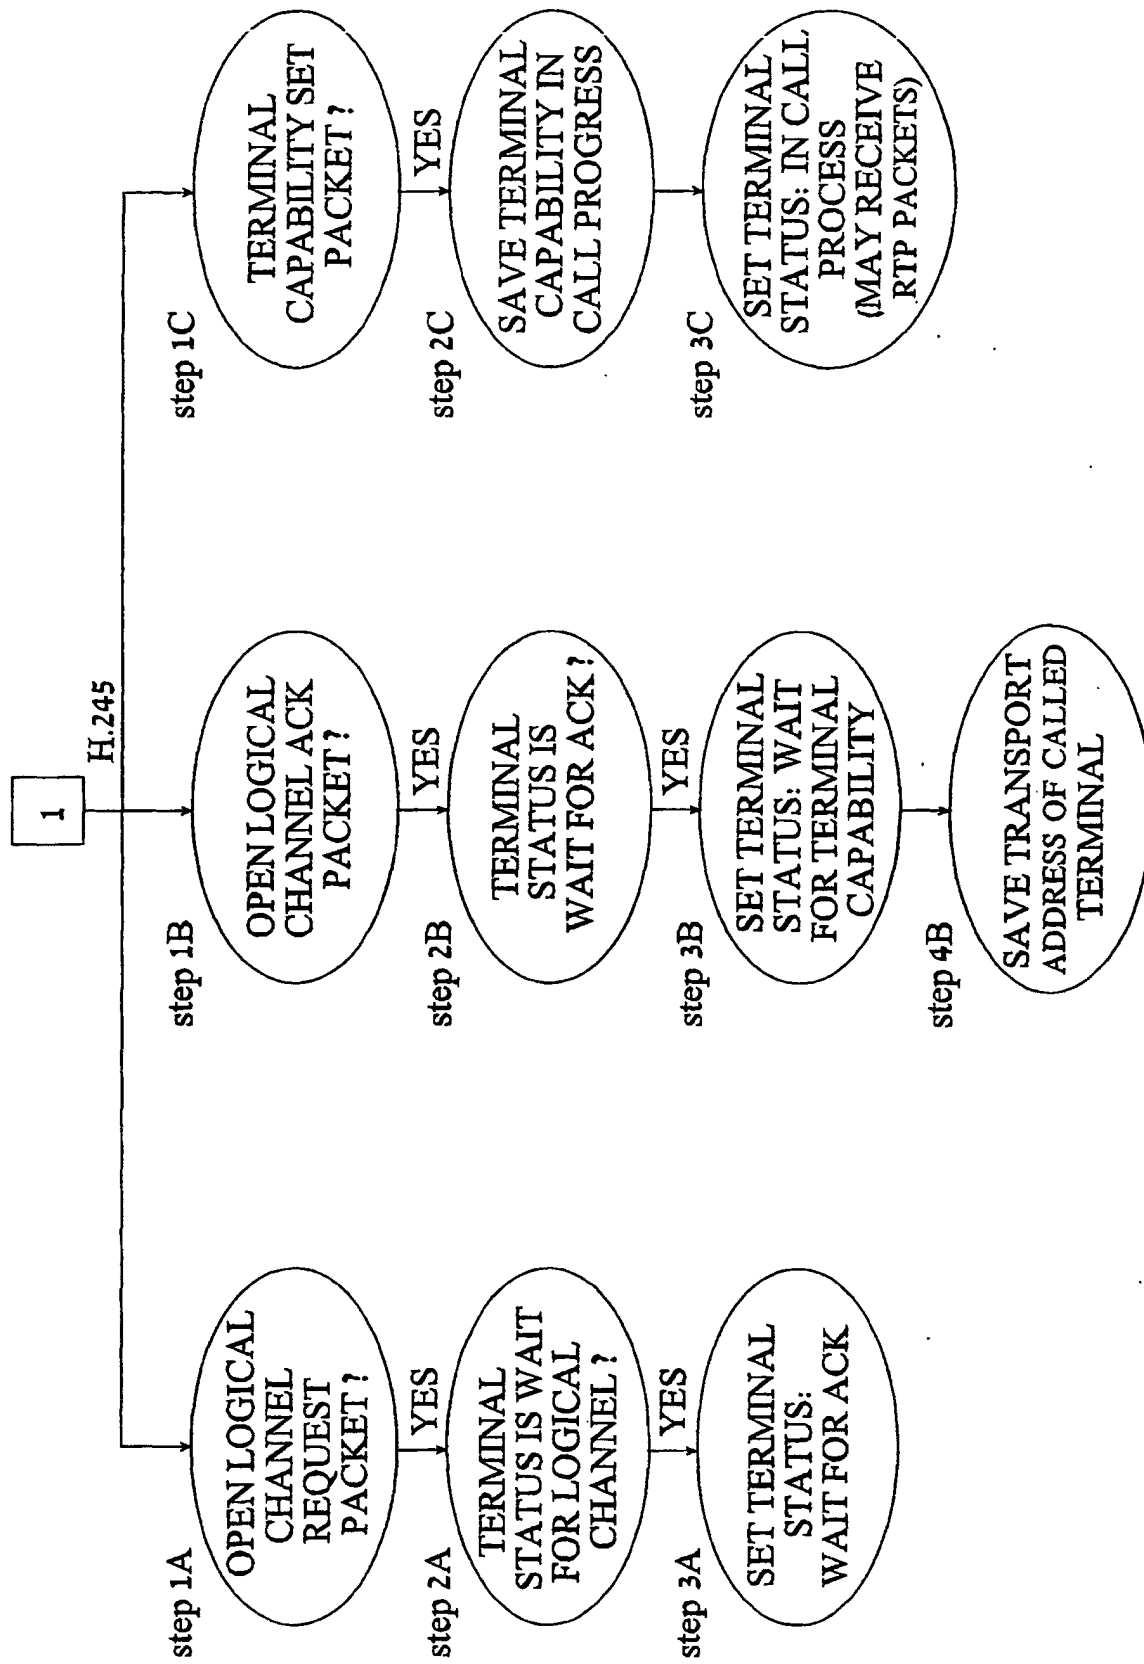 1
H.245
step 1A
OPEN LOGICAL
CHANNEL
REQUEST
PACKET?
YES
step 2A
TERMINAL
STATUS IS WAIT
FOR LOGICAL
CHANNEL?
YES
step 3A
SET TERMINAL
STATUS:
WAIT FOR ACK
step 1B
OPEN LOGICAL
CHANNEL ACK
PACKET?
YES
step 2B
TERMINAL
STATUS IS
WAIT FOR ACK?
YES
step 3B
SET TERMINAL
STATUS: WAIT
FOR TERMINAL
CAPABILITY
step 4B
SAVE TRANSPORT
ADDRESS OF CALLED
TERMINAL
step 1C
TERMINAL
CAPABILITY SET
PACKET?
YES
step 2C
SAVE TERMINAL
CAPABILITY IN
CALL PROGRESS
step 3C
SET TERMINAL
STATUS: IN CALL
PROCESS
(MAY RECEIVE
RTP PACKETS)